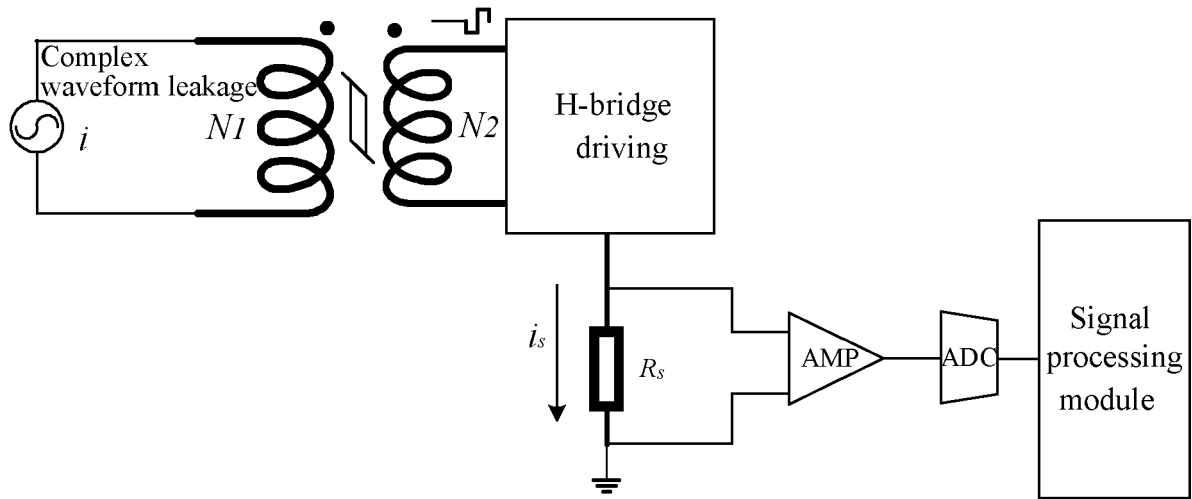 Complex
waveform leakage
i
N1
N2
H-bridge
driving
is
Rs
AMP
ADC
Signal
processing
module